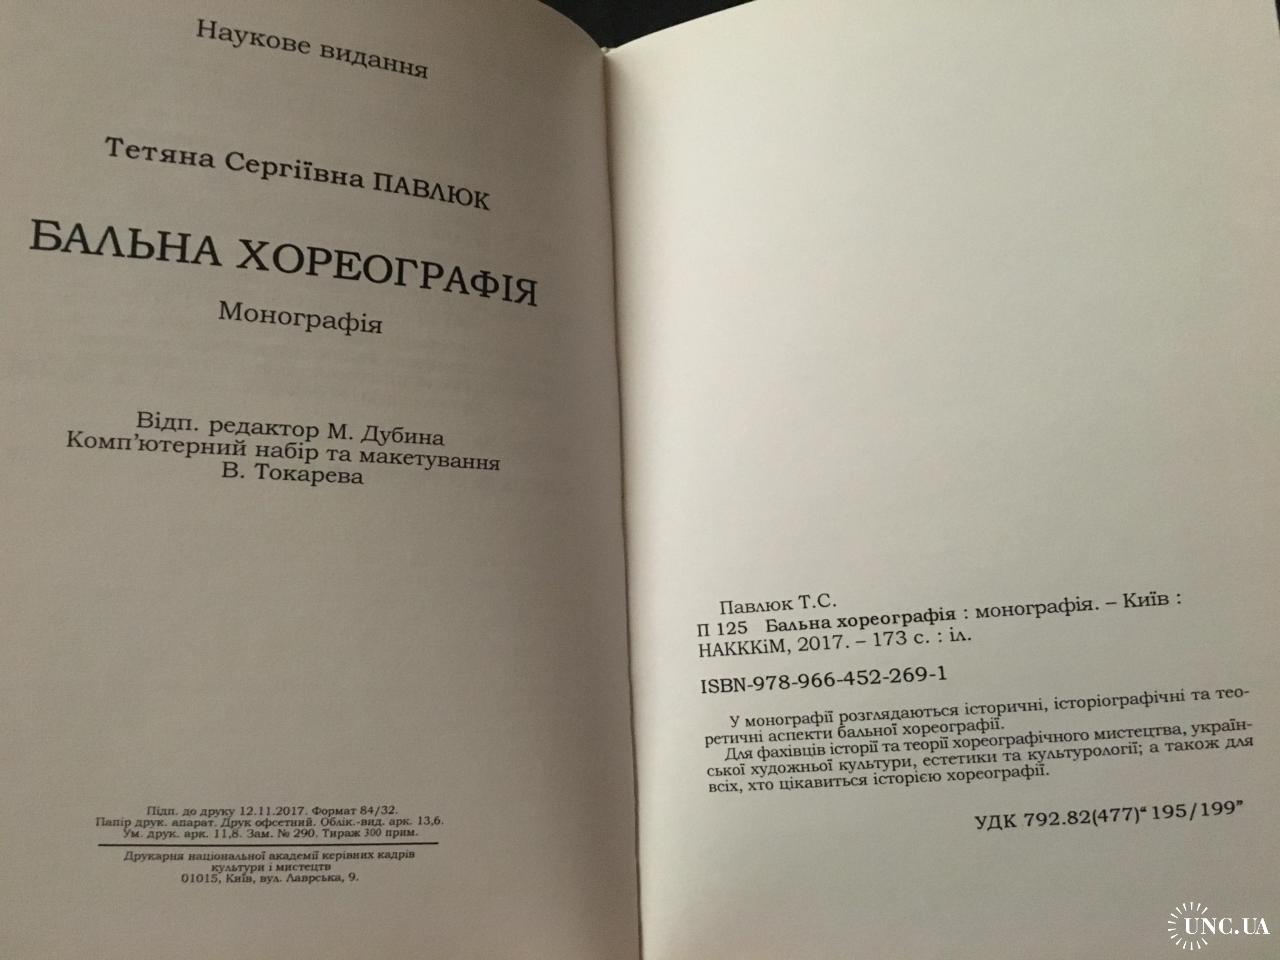 Наукове видання
Тетяна Сергіївна ПАВЛЮК
БАЛЬНА ХОРЕОГРАФІЯ
Монографія
Відп. редактор М. Дубина
Комп'ютерний набір та макетування
В. Токарева
Підп. до друку 12.11.2017. Формат 84/32.
Папір друк. апарат. Друк офсетний. Облік.-вид. арк. 13,6.
Ум. друк. арк. 11,8. Зам. № 290. Тираж 300 прим.
Друкарня національної академії керівних кадрів
культури і мистецтв
01015, Київ, вул. Лаврська, 9.
Павлюк Т.С.
П 125 Бальна хореографія : монографія. – Київ :
НАКККіМ, 2017. – 173 с. : іл.
ISBN-978-966-452-269-1
У монографії розглядаються історичні, історіографічні та тео-
ретичні аспекти бальної хореографії.
Для фахівців історії та теорії хореографічного мистецтва, україн-
ської художньої культури, естетики та культурології; а також для
всіх, хто цікавиться історією хореографії.
УДК 792.82(477)“195/199”
UNC.UA